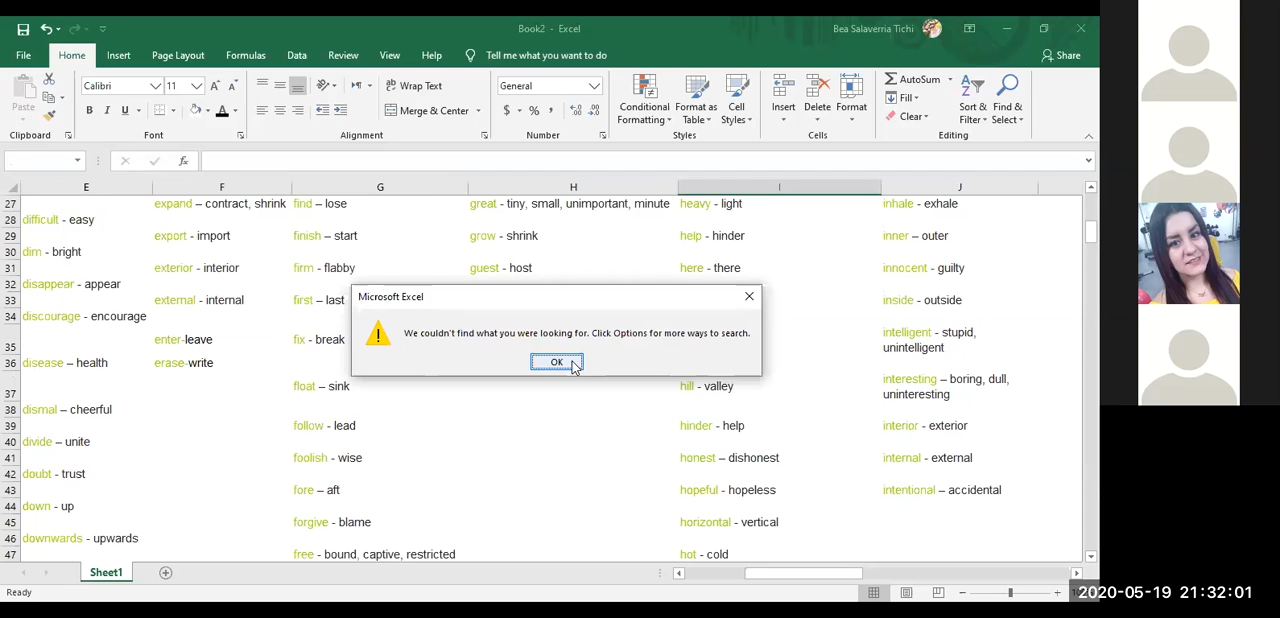 Book2 - Excel
Bea Salaverria Tichi
File Home Insert Page Layout Formulas Data Review View Help Tell me what you want to do Share
Paste Calibri 11 Wrap Text General Conditional Format as Cell Insert Delete Format AutoSum Sort & Find &
B I U Merge & Center $ % Formatting Table Styles Fill Filter Select
Clear
Clipboard Font Alignment Number Styles Cells Editing
fx
E F G H I J
27 expand – contract, shrink find – lose great - tiny, small, unimportant, minute heavy - light inhale - exhale
28 difficult - easy
29 export - import finish – start grow - shrink help - hinder inner – outer
30 dim - bright
31 exterior - interior firm - flabby guest - host here - there innocent - guilty
32 disappear - appear
33 external - internal first – last inside - outside
34 discourage - encourage
35 enter-leave fix - break intelligent - stupid, unintelligent
36 disease – health erase-write
37 float – sink hill - valley interesting – boring, dull, uninteresting
38 dismal – cheerful
39 follow - lead hinder - help interior - exterior
40 divide – unite
41 foolish - wise honest – dishonest internal - external
42 doubt - trust
43 fore – aft hopeful - hopeless intentional – accidental
44 down - up
45 forgive - blame horizontal - vertical
46 downwards - upwards
47 free - bound, captive, restricted hot - cold
Microsoft Excel
We couldn't find what you were looking for. Click Options for more ways to search.
OK
Sheet1
Ready
2020-05-19 21:32:01